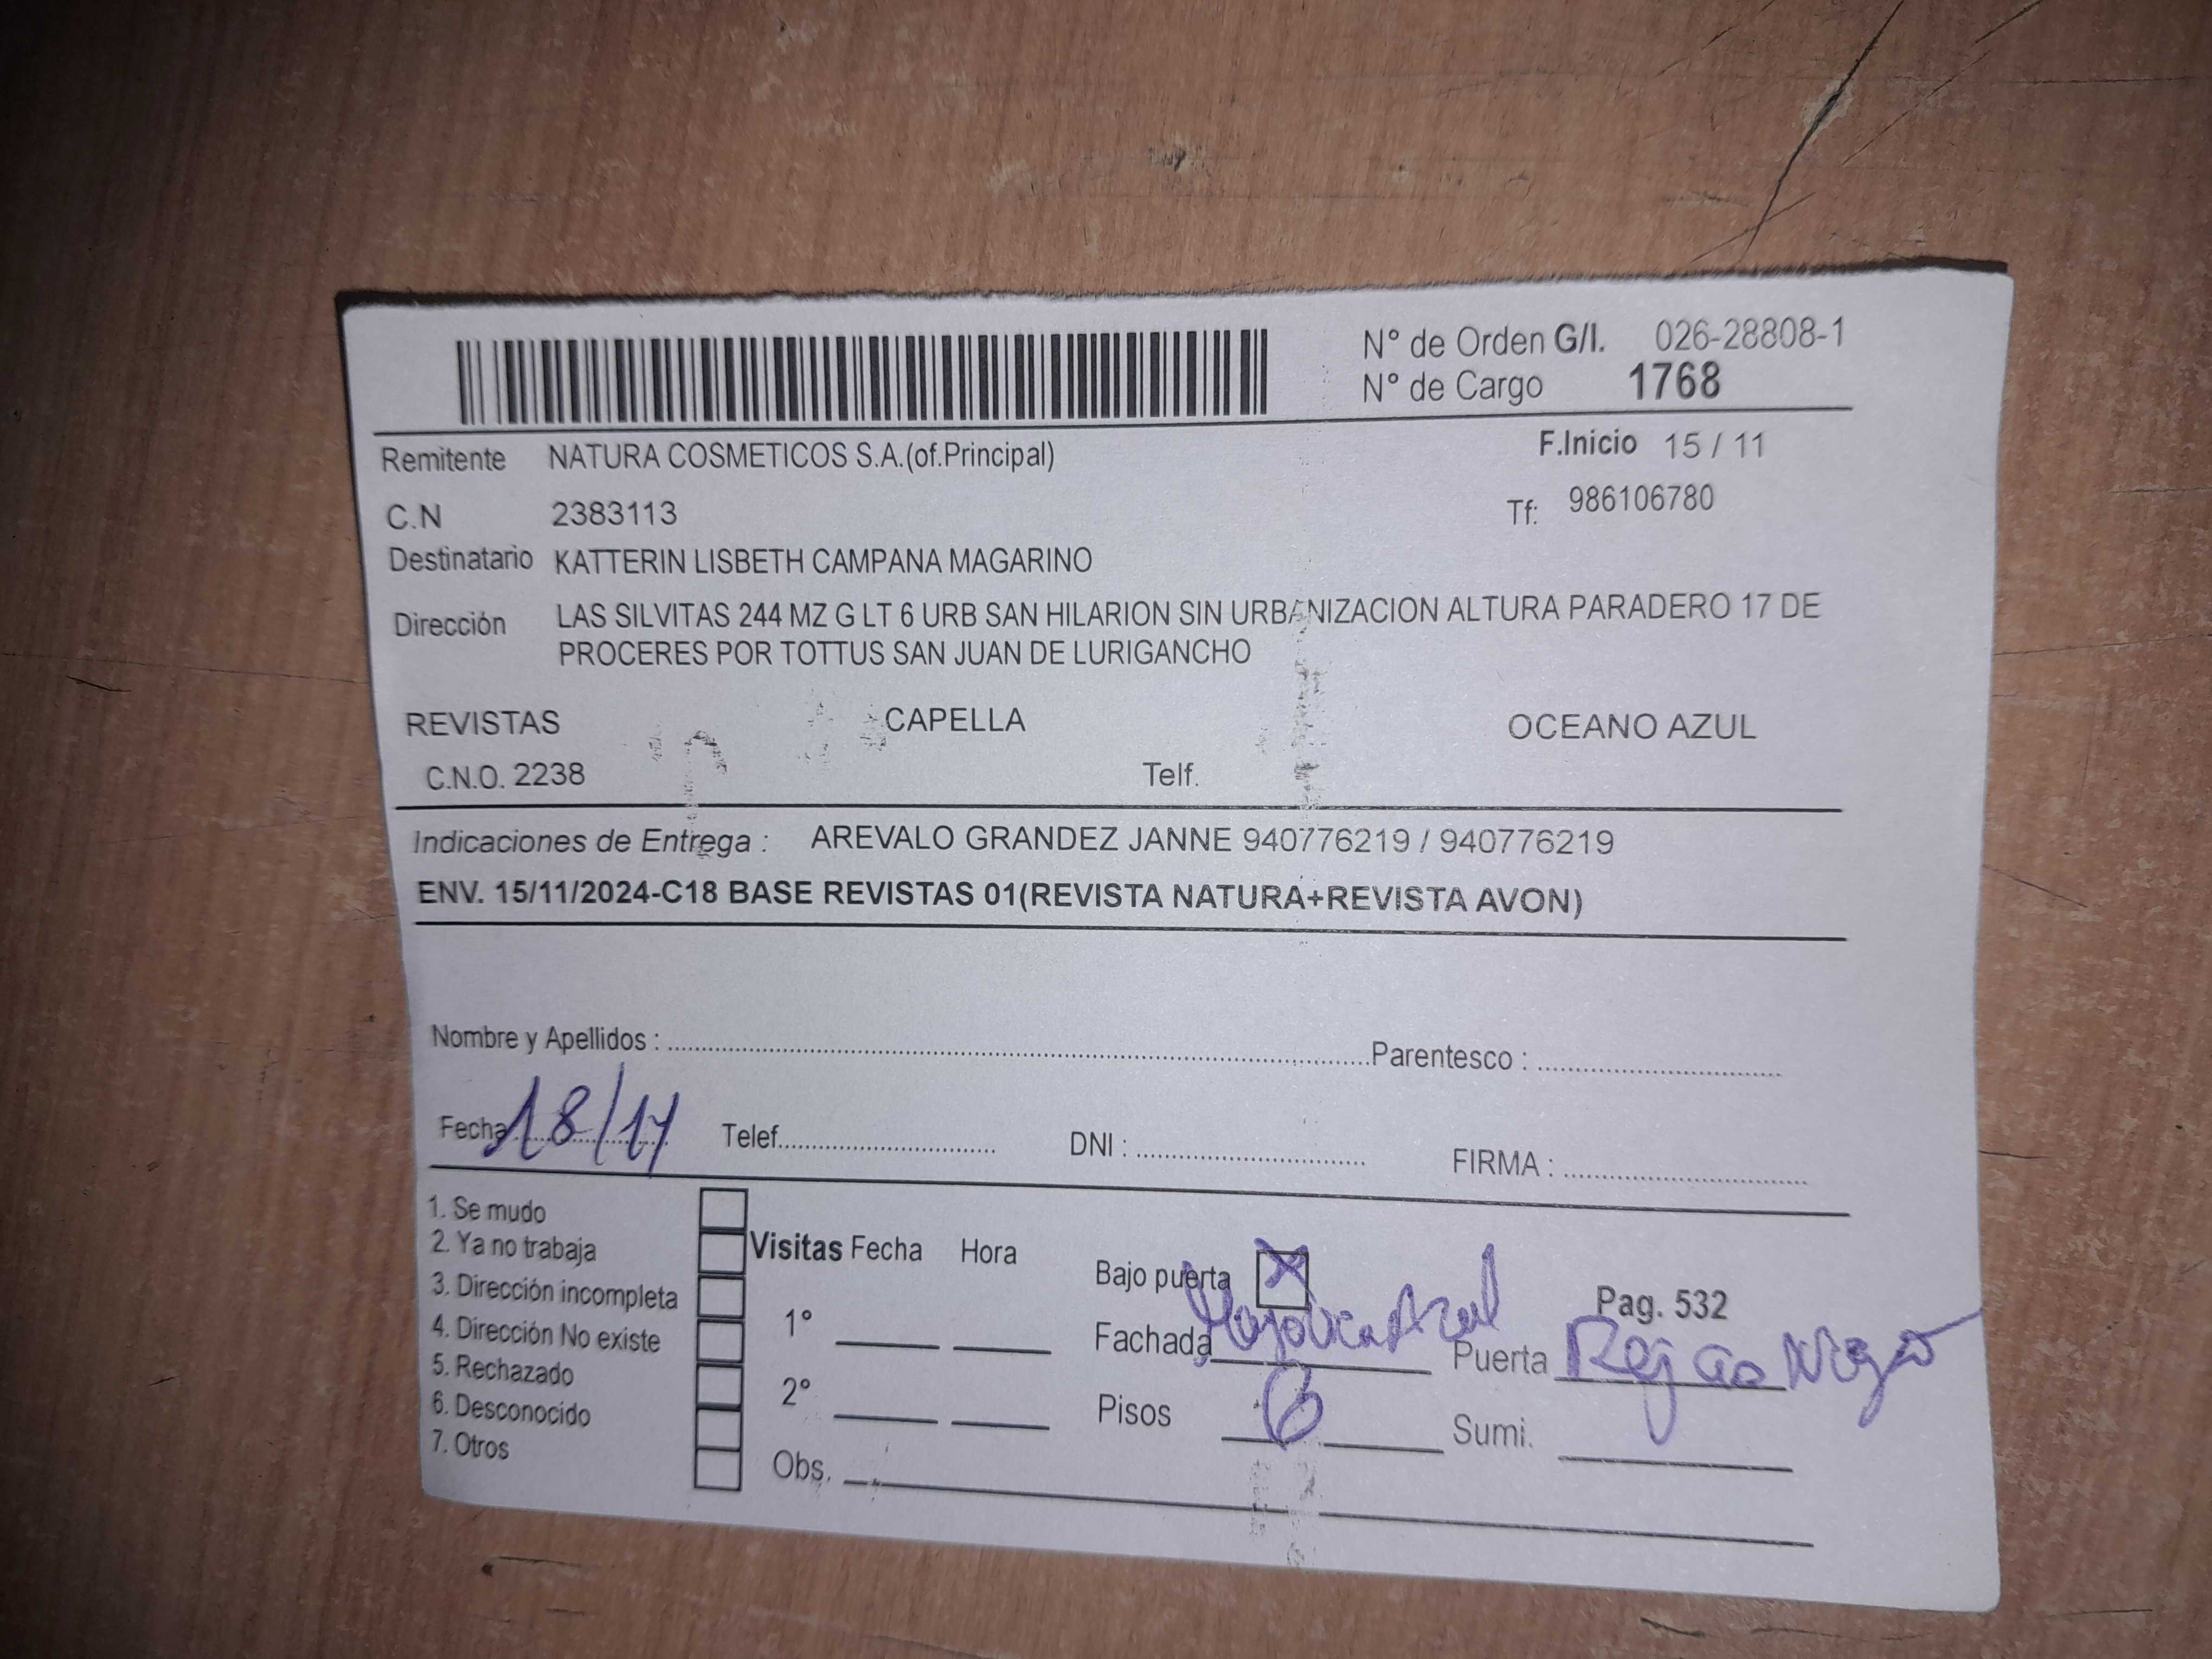 N° de Orden G/I. 026-28808-1
N° de Cargo 1768
Remitente NATURA COSMETICOS S.A.(of.Principal) F.Inicio 15 / 11
C.N 2383113 Tf: 986106780
Destinatario KATTERIN LISBETH CAMPANA MAGARINO
Dirección LAS SILVITAS 244 MZ G LT 6 URB SAN HILARION SIN URBANIZACION ALTURA PARADERO 17 DE
PROCERES POR TOTTUS SAN JUAN DE LURIGANCHO
REVISTAS CAPELLA OCEANO AZUL
C.N.O. 2238 Telf.
Indicaciones de Entrega : AREVALO GRANDEZ JANNE 940776219 / 940776219
ENV. 15/11/2024-C18 BASE REVISTAS 01(REVISTA NATURA+REVISTA AVON)
Nombre y Apellidos : Parentesco :
Fecha 18/11 Telef. DNI : FIRMA :
1. Se mudo
2. Ya no trabaja
3. Dirección incompleta
4. Dirección No existe
5. Rechazado
6. Desconocido
7. Otros
Visitas Fecha Hora
1°
2°
Obs.
Bajo puerta X
Pag. 532
Fachada Azul Puerta
Pisos 6 Sumi.